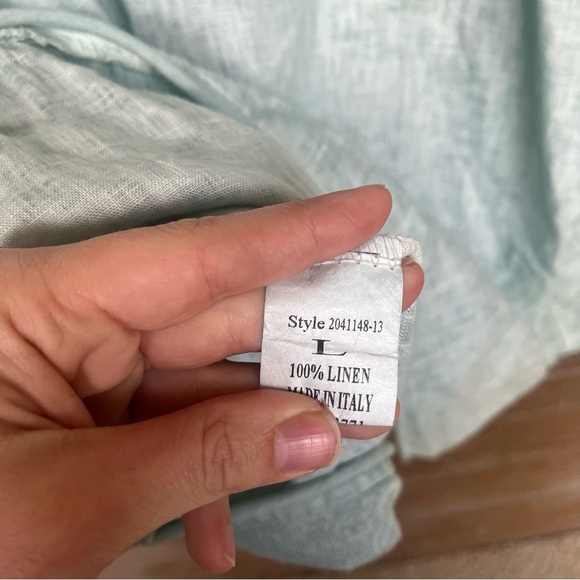 Style 2041148-13
L
100% LINEN
MADE IN ITALY